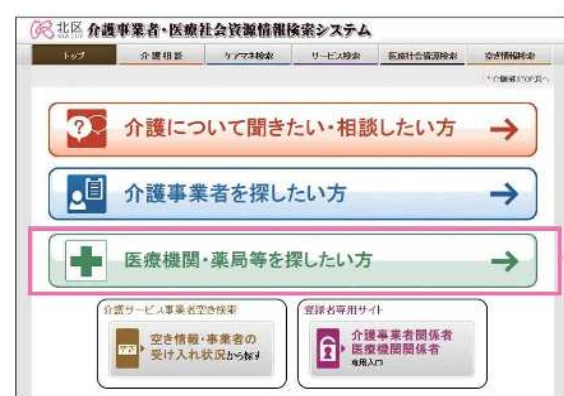 北区 介護事業者・医療社会資源情報検索システム
トップ 介護相談 ケアマネ検索 サービス検索 医療社会資源検索 空き情報検索
介護について聞きたい・相談したい方
介護事業者を探したい方
医療機関・薬局等を探したい方
介護サービス事業者空き検索 登録者専用サイト
空き情報・事業者の 介護事業者関係者
受け入れ状況から探す 医療機関関係者
専用入口